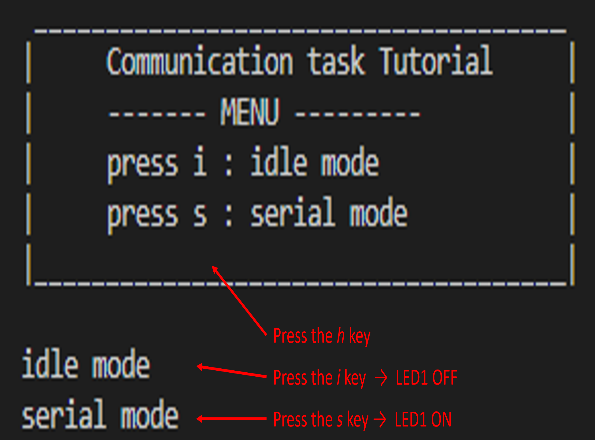 Communication task Tutorial
------- MENU ---------
press i : idle mode
press s : serial mode
Press the h key
idle mode
Press the i key → LED1 OFF
serial mode
Press the s key → LED1 ON